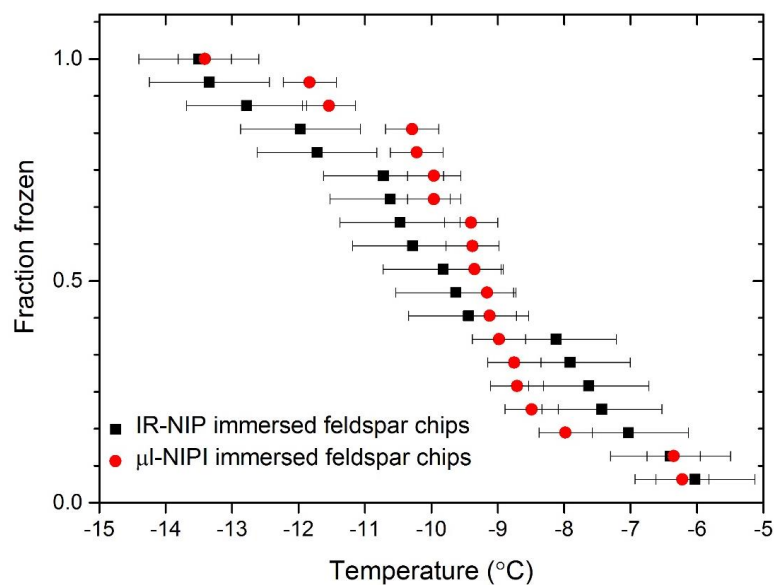 1.0
0.5
0.0
Fraction frozen
IR-NIP immersed feldspar chips
μl-NIPI immersed feldspar chips
-15 -14 -13 -12 -11 -10 -9 -8 -7 -6 -5
Temperature (°C)